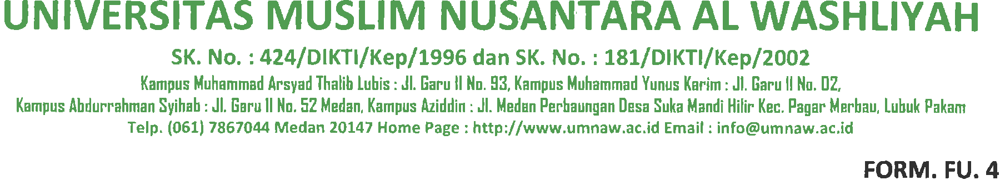 UNIVERSITAS MUSLIM NUSANTARA AL WASHLIYAH
SK. No. : 424/DIKTI/Kep/1996 dan SK. No. : 181/DIKTI/Kep/2002
Kampus Muhammad Arsyad Thalib Lubis : Jl. Garu II No. 93, Kampus Muhammad Yunus Karim : Jl. Garu II No. 02,
Kampus Abdurrahman Syihab : Jl. Garu II No. 52 Medan, Kampus Aziddin : Jl. Medan Perbaungan Desa Suka Mandi Hilir Kec. Pagar Merbau, Lubuk Pakam
Telp. (061) 7867044 Medan 20147 Home Page : http://www.umnaw.ac.id Email : info@umnaw.ac.id
FORM. FU. 4